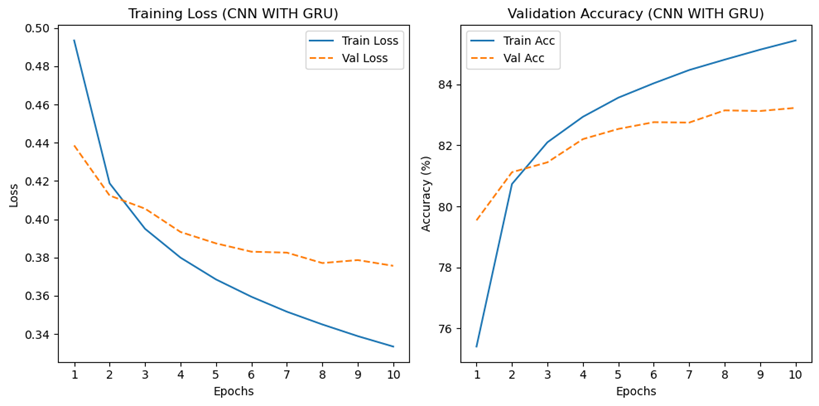 Training Loss (CNN WITH GRU)
Train Loss
Val Loss
0.50
0.48
0.46
0.44
0.42
0.40
0.38
0.36
0.34
Loss
1 2 3 4 5 6 7 8 9 10
Epochs
Validation Accuracy (CNN WITH GRU)
Train Acc
Val Acc
84
82
80
78
76
Accuracy (%)
1 2 3 4 5 6 7 8 9 10
Epochs